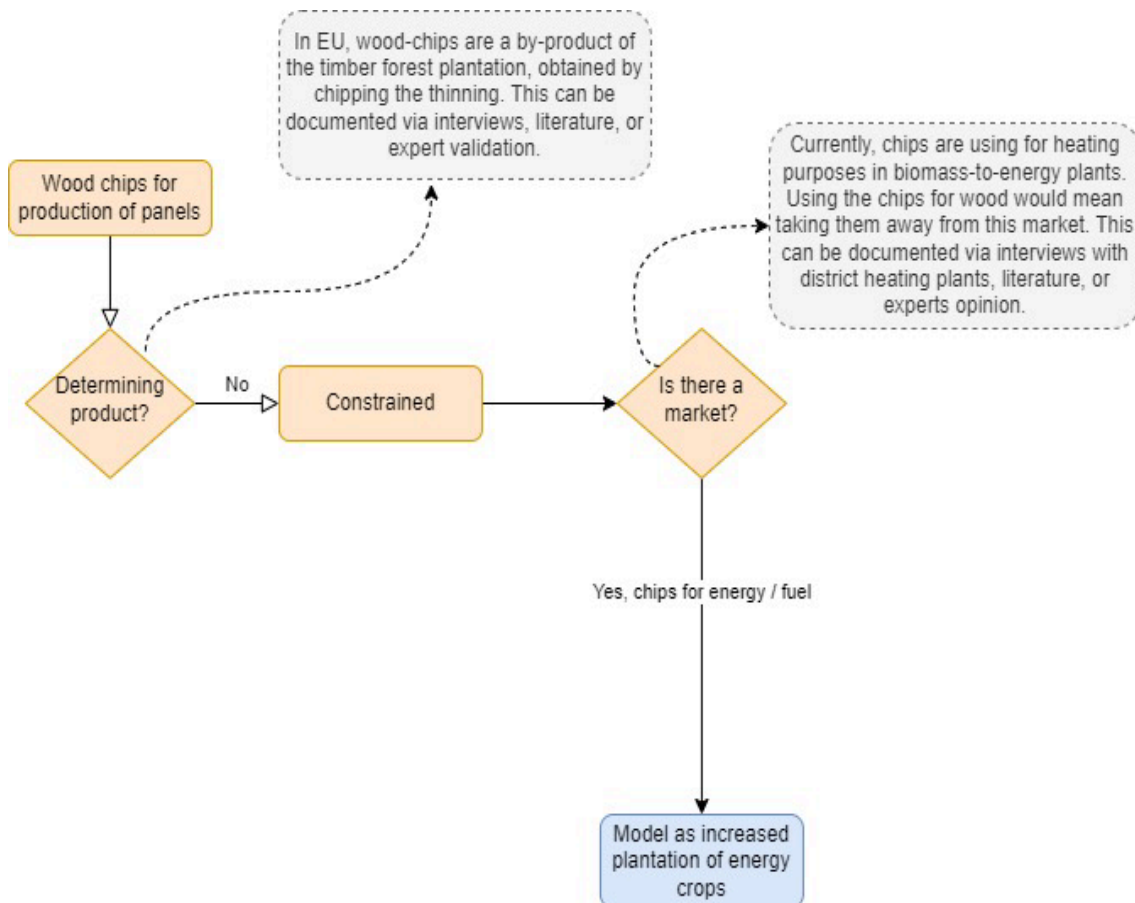 In EU, wood-chips are a by-product of
the timber forest plantation, obtained by
chipping the thinning. This can be
documented via interviews, literature, or
expert validation.
Currently, chips are using for heating
purposes in biomass-to-energy plants.
Using the chips for wood would mean
taking them away from this market. This
can be documented via interviews with
district heating plants, literature, or
experts opinion.
Wood chips for
production of panels
Determining
product?
No
Constrained
Is there a
market?
Yes, chips for energy / fuel
Model as increased
plantation of energy
crops